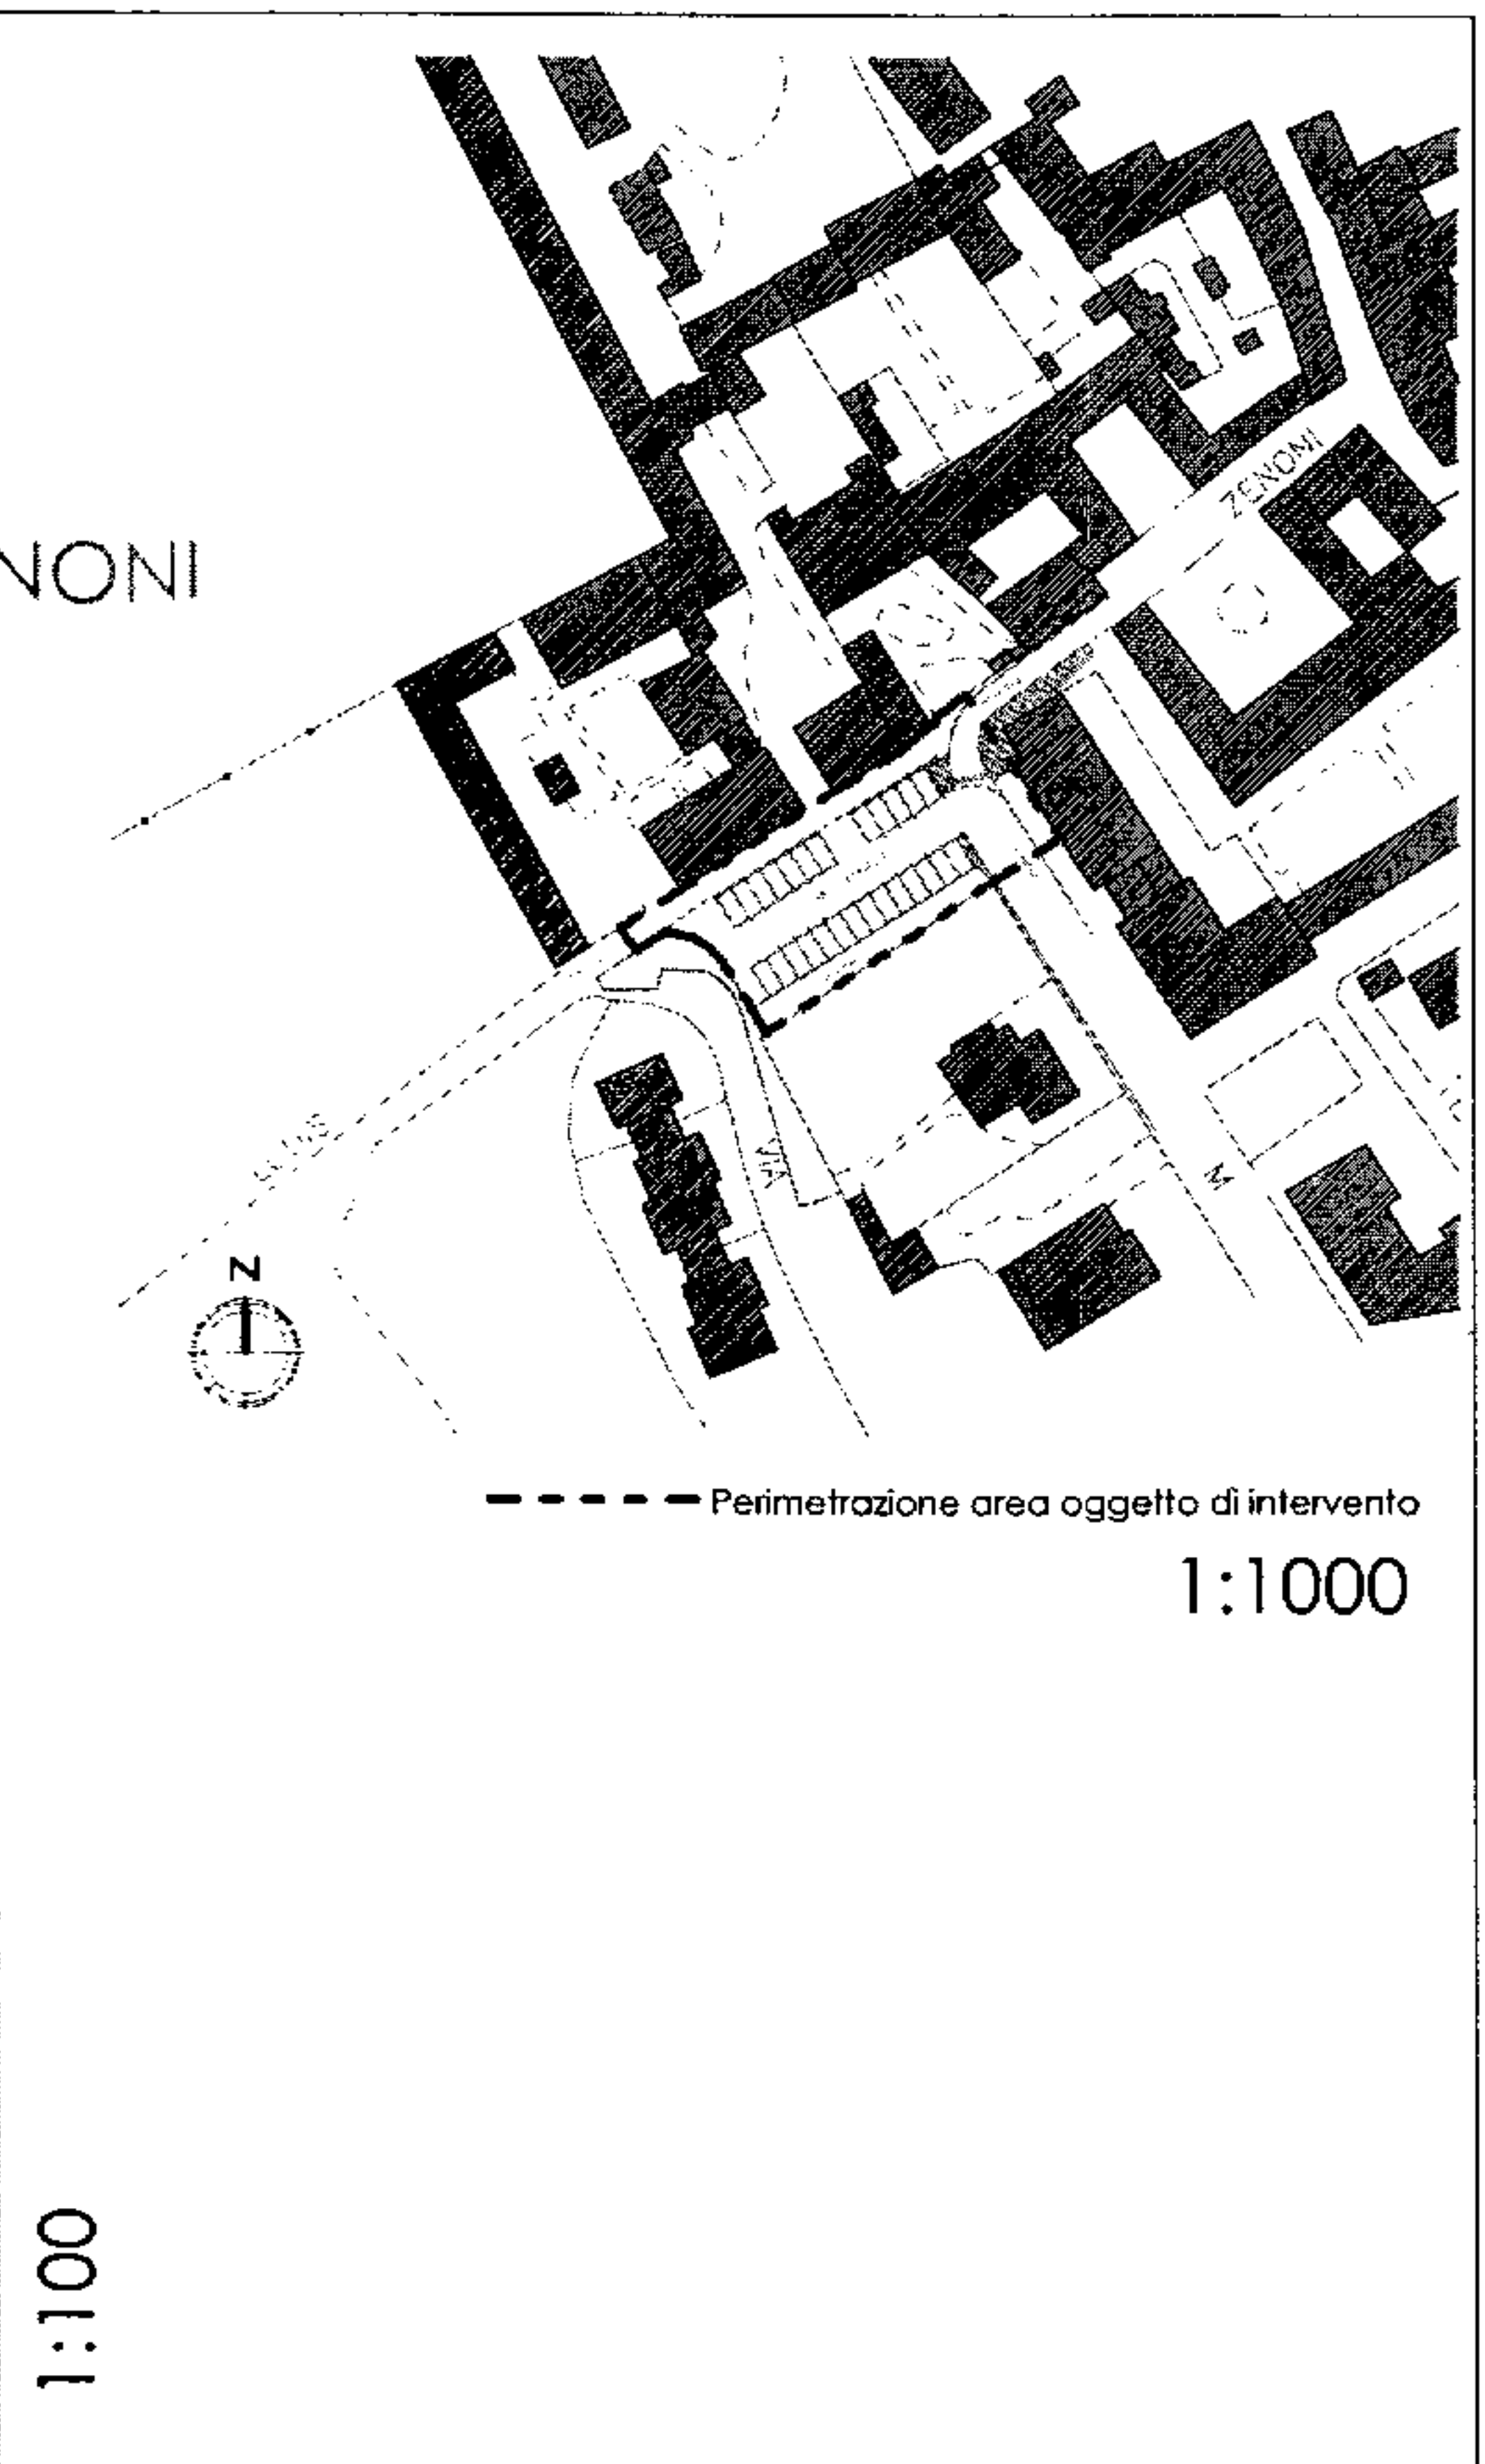 ZENONI
NONI
VIA
M
N
Perimetrazione area oggetto di intervento
1:1000
1:100